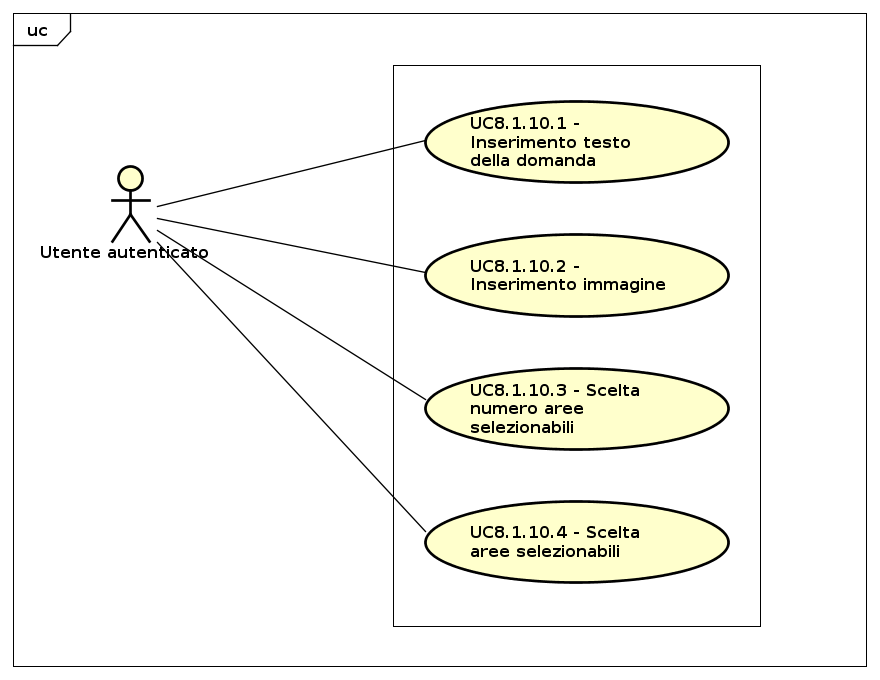 uc
UC8.1.10.1 -
Inserimento testo
della domanda
Utente autenticato
UC8.1.10.2 -
Inserimento immagine
UC8.1.10.3 - Scelta
numero aree
selezionabili
UC8.1.10.4 - Scelta
aree selezionabili